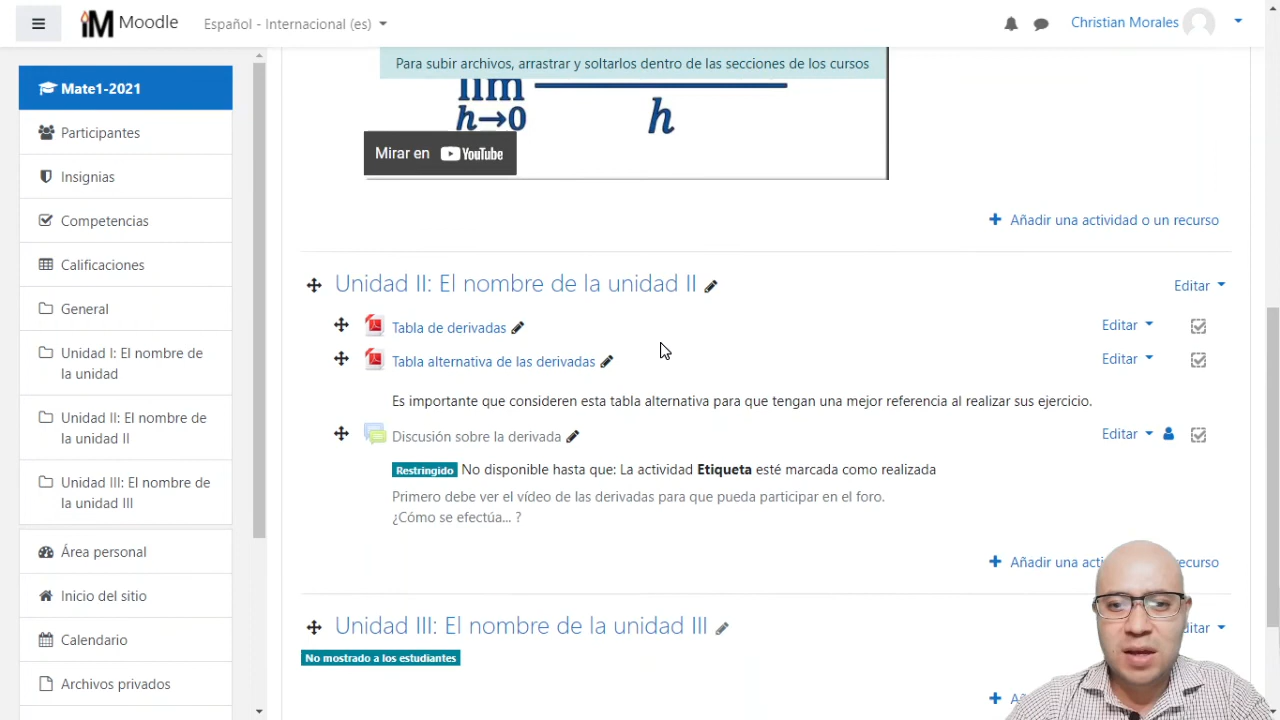 iM Moodle Español - Internacional (es) Christian Morales
Para subir archivos, arrastrar y soltarlos dentro de las secciones de los cursos
lim
h→0
h
Mirar en YouTube
Mate1-2021
Participantes
Insignias
Competencias
Calificaciones
General
Unidad I: El nombre de
la unidad
Unidad II: El nombre de
la unidad II
Unidad III: El nombre de
la unidad III
Área personal
Inicio del sitio
Calendario
Archivos privados
Añadir una actividad o un recurso
Unidad II: El nombre de la unidad II Editar
Tabla de derivadas Editar
Tabla alternativa de las derivadas Editar
Es importante que consideren esta tabla alternativa para que tengan una mejor referencia al realizar sus ejercicio.
Discusión sobre la derivada Editar
Restringido No disponible hasta que: La actividad Etiqueta esté marcada como realizada
Primero debe ver el vídeo de las derivadas para que pueda participar en el foro.
¿Cómo se efectúa... ?
Añadir una recurso
Unidad III: El nombre de la unidad III
No mostrado a los estudiantes